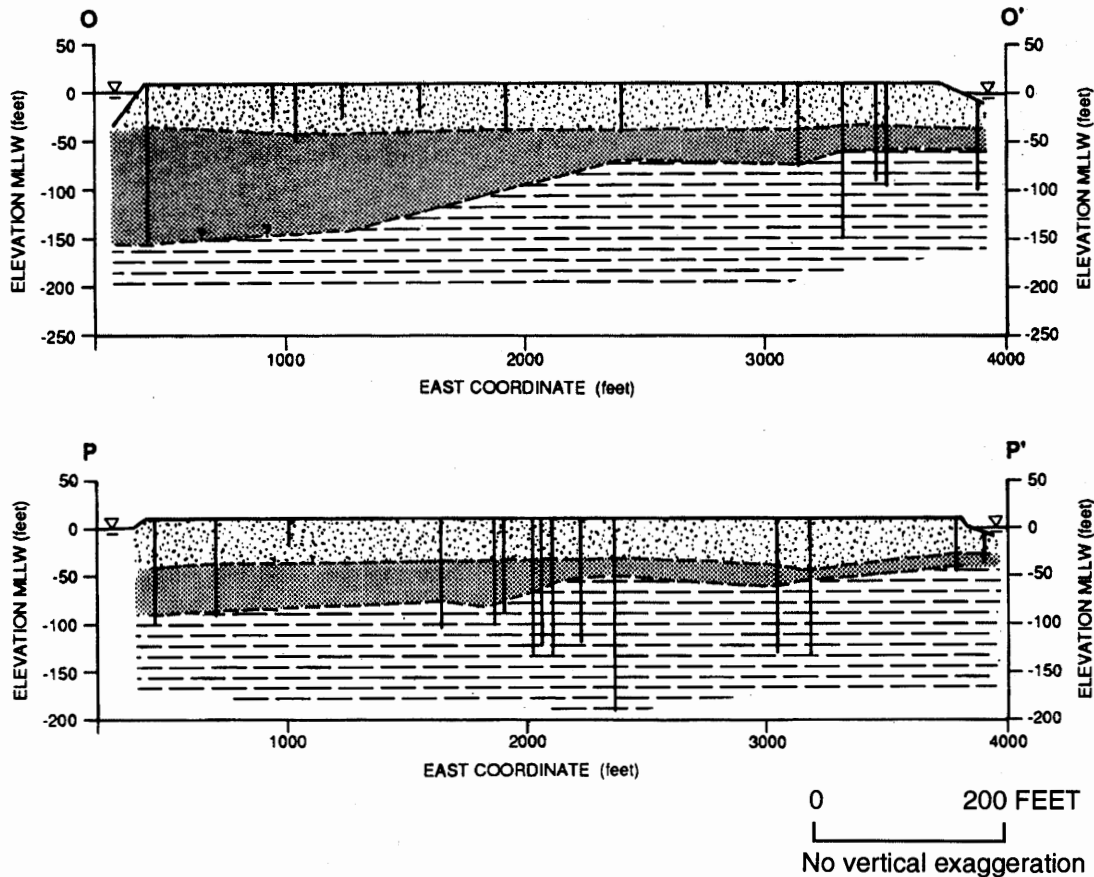 O O'
50 50
0 0
-50 -50
-100 -100
-150 -150
-200 -200
-250 -250
ELEVATION MLLW (feet)
ELEVATION MLLW (feet)
1000 2000 3000 4000
EAST COORDINATE (feet)
P P'
50 50
0 0
-50 -50
-100 -100
-150 -150
-200 -200
ELEVATION MLLW (feet)
ELEVATION MLLW (feet)
1000 2000 3000 4000
EAST COORDINATE (feet)
0 200 FEET
No vertical exaggeration